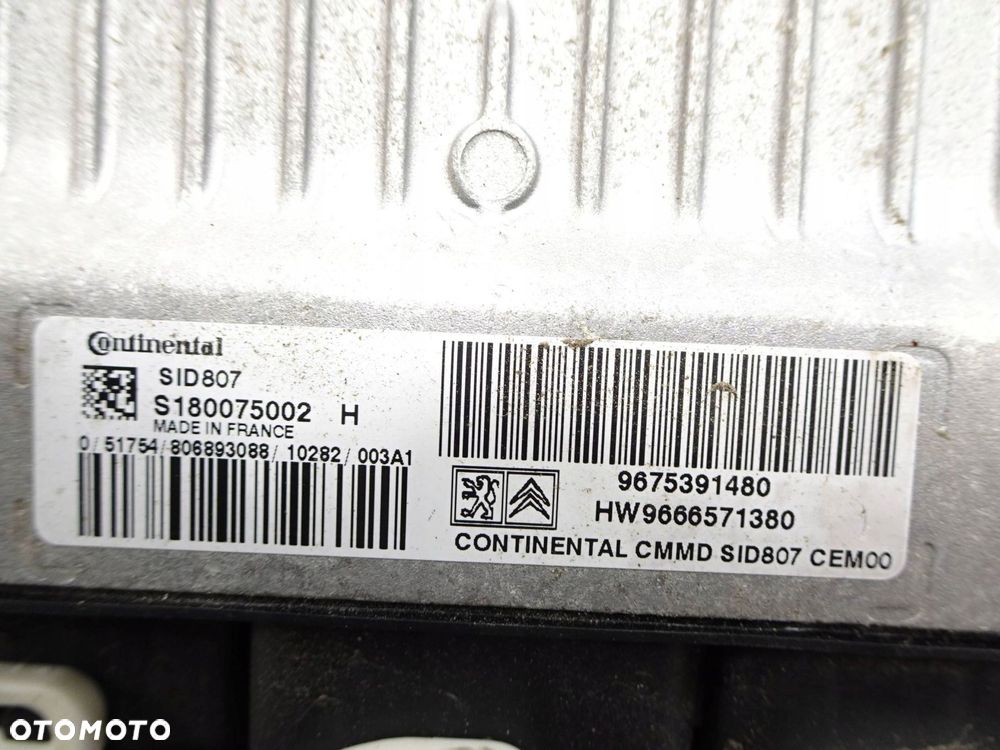 Continental
SID807
S180075002 H
MADE IN FRANCE
0/51754/806893088/10282/003A1
9675391480
HW9666571380
CONTINENTAL CMMD SID807 CEM00
OTOMOTO